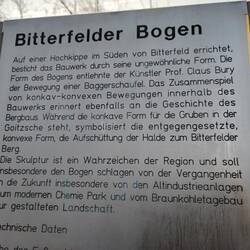 Bitterfelder Bogen
Auf einer Hochkippe im Süden von Bitterfeld errichtet,
besticht das Bauwerk durch seine ungewöhnliche Form. Die
Form des Bogens entlehnte der Künstler Prof. Claus Bury
der Bewegung einer Baggerschaufel. Das Zusammenspiel
von konkav-konvexen Bewegungen innerhalb des
Bauwerks erinnert ebenfalls an die Geschichte des
Bergbaus. Während die konkave Form für die Gruben in der
Goitzsche steht, symbolisiert die entgegengesetzte,
konvexe Form, die Aufschüttung der Halde zum Bitterfelder
Berg.
Die Skulptur ist ein Wahrzeichen der Region und soll
insbesondere den Bogen schlagen von der Vergangenheit
in die Zukunft insbesondere von den Altindustrieanlagen
zum modernen Chemie Park und vom Braunkohletagebau
zur gestalteten Landschaft.
Technische Daten